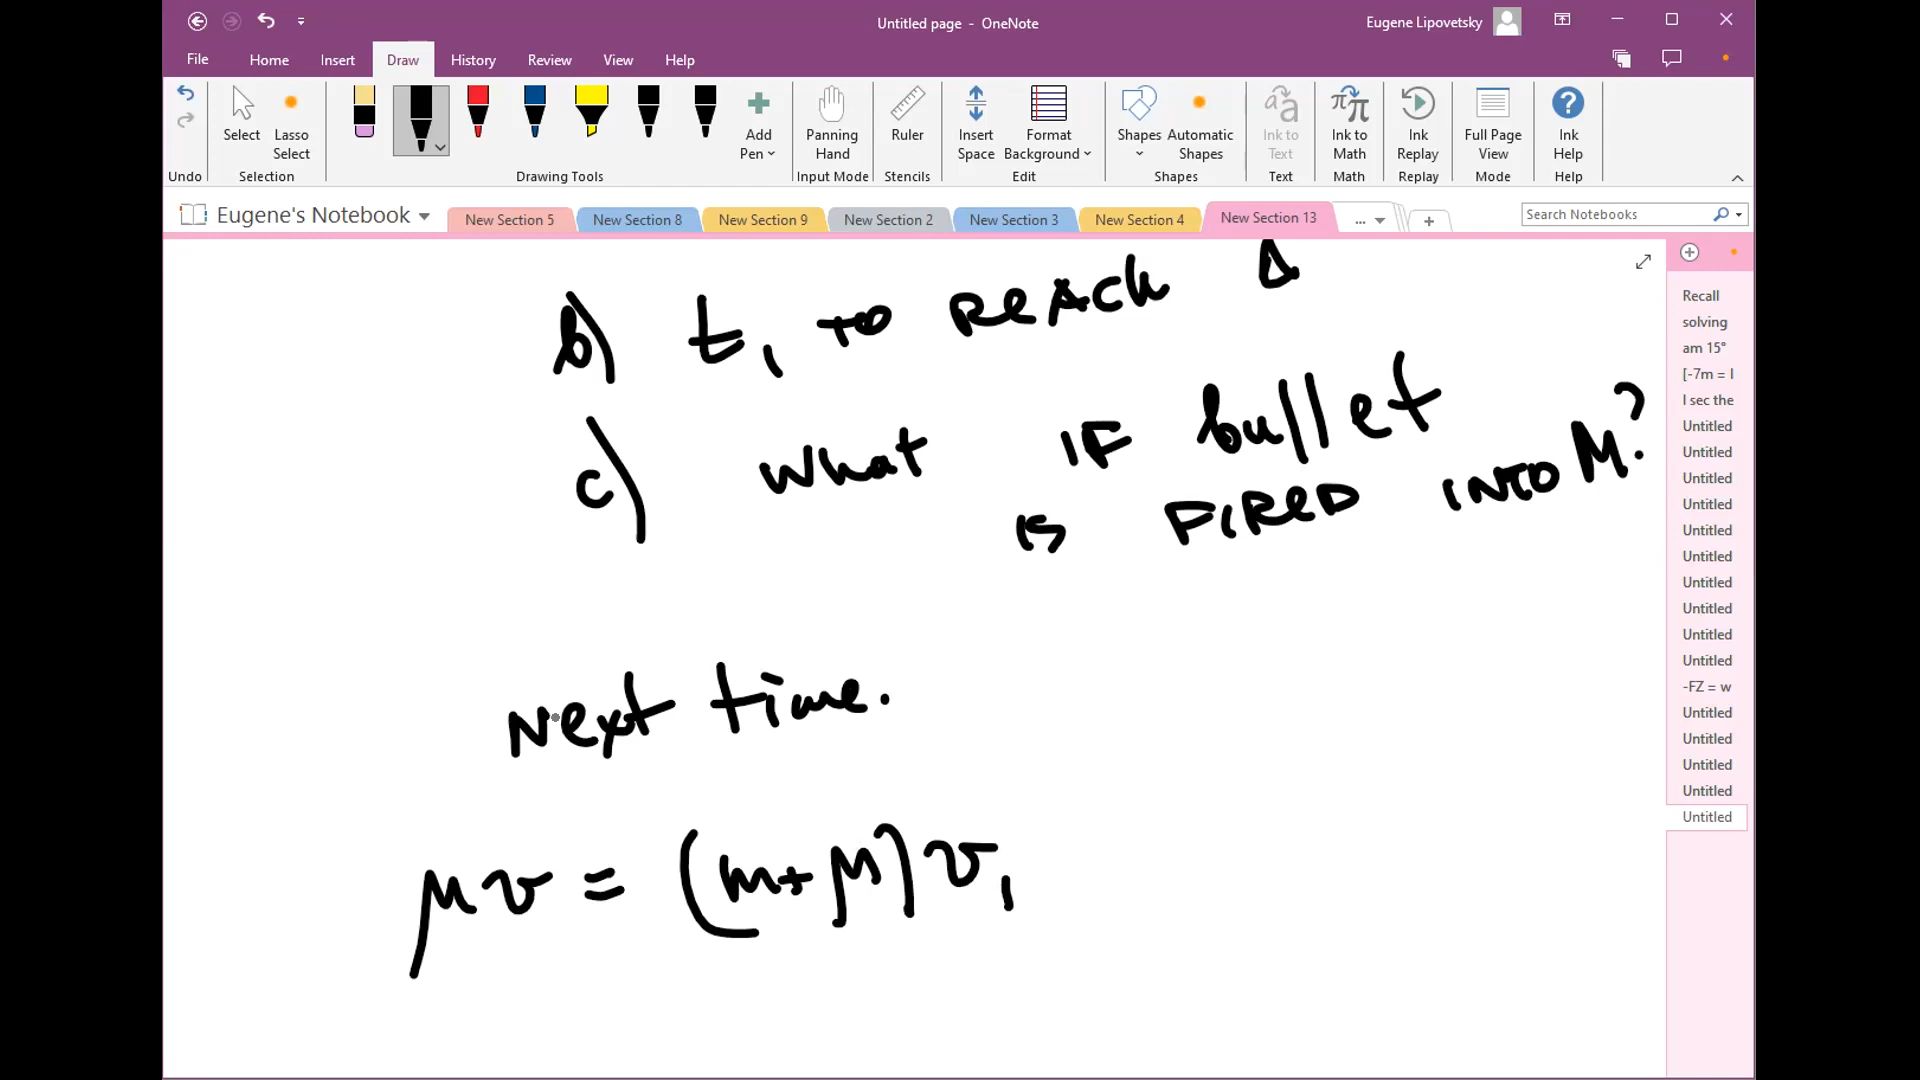 Untitled page - OneNote
Eugene Lipovetsky
File Home Insert Draw History Review View Help
Undo
Select
Lasso Select
Selection
Drawing Tools
Add Pen
Panning Hand
Input Mode
Ruler
Stencils
Insert Space
Format Background
Edit
Shapes
Automatic Shapes
Shapes
Ink to Text
Text
Ink to Math
Math
Ink Replay
Replay
Full Page View
Mode
Ink Help
Help
Eugene's Notebook
New Section 5
New Section 8
New Section 9
New Section 2
New Section 3
New Section 4
New Section 13
...
Search Notebooks
b) t₁ to REACH Δ
c) what IF bullet
is FIRED INTO M?
Next time.
μv = (m+μ)v₁
Recall
solving
am 15°
[-7m = I
I sec the
Untitled
Untitled
Untitled
Untitled
Untitled
Untitled
Untitled
Untitled
Untitled
Untitled
-FZ = w
Untitled
Untitled
Untitled
Untitled
Untitled